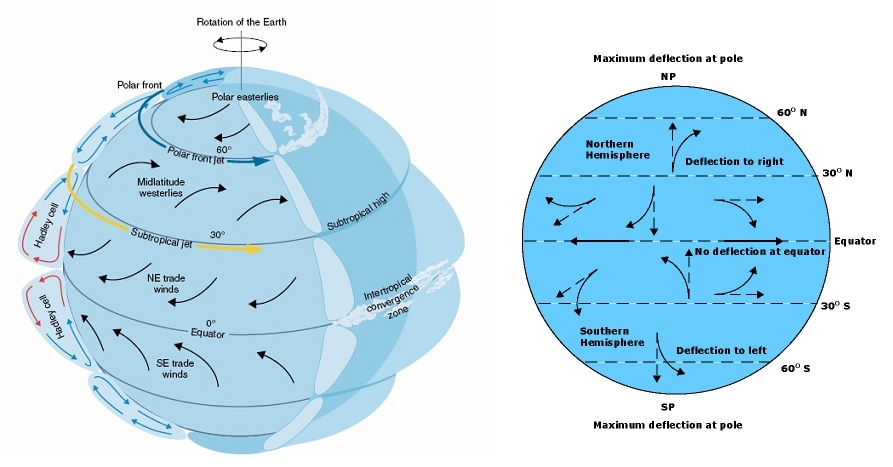 Rotation of the Earth
Polar front
Polar easterlies
60°
Polar front jet
Midlatitude
westerlies
Subtropical high
Hadley cell
30°
Subtropical jet
NE trade
winds
Intertropical
convergence
zone
Hadley cell
0°
Equator
SE trade
winds
Maximum deflection at pole
NP
60° N
Northern
Hemisphere
Deflection to right
30° N
Equator
No deflection at equator
30° S
Southern
Hemisphere
Deflection to left
60° S
SP
Maximum deflection at pole